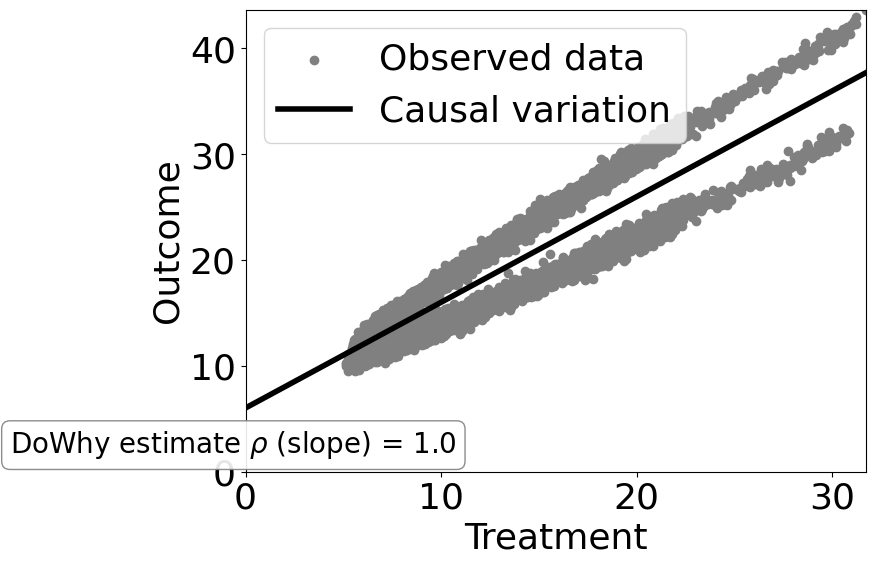 Observed data
Causal variation
40
30
20
10
0
Outcome
DoWhy estimate ρ (slope) = 1.0
0 10 20 30
Treatment